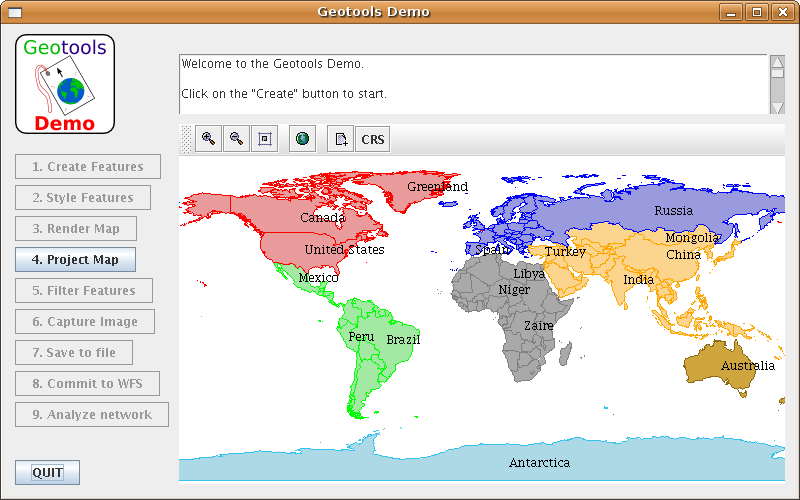 Geotools Demo
Geotools
Demo
Welcome to the Geotools Demo.
Click on the "Create" button to start.
CRS
1. Create Features
2. Style Features
3. Render Map
4. Project Map
5. Filter Features
6. Capture Image
7. Save to file
8. Commit to WFS
9. Analyze network
QUIT
Greenland
Canada
Russia
United States
Mongolia
Spain
Turkey
China
Mexico
Libya
India
Niger
Zaire
Peru
Brazil
Australia
Antarctica